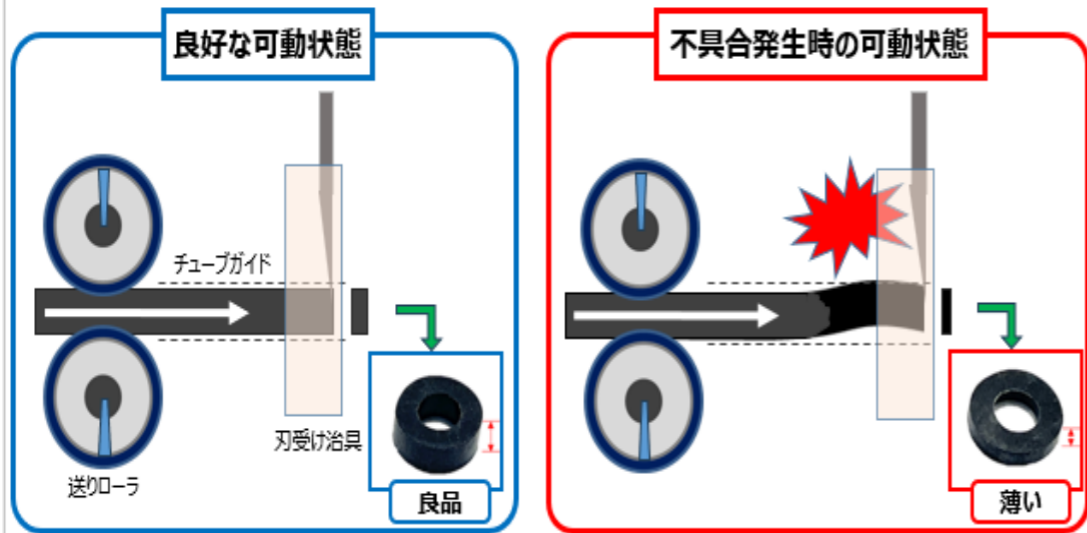 良好な可動状態
チューブガイド
刃受け治具
送りローラ
良品
不具合発生時の可動状態
薄い